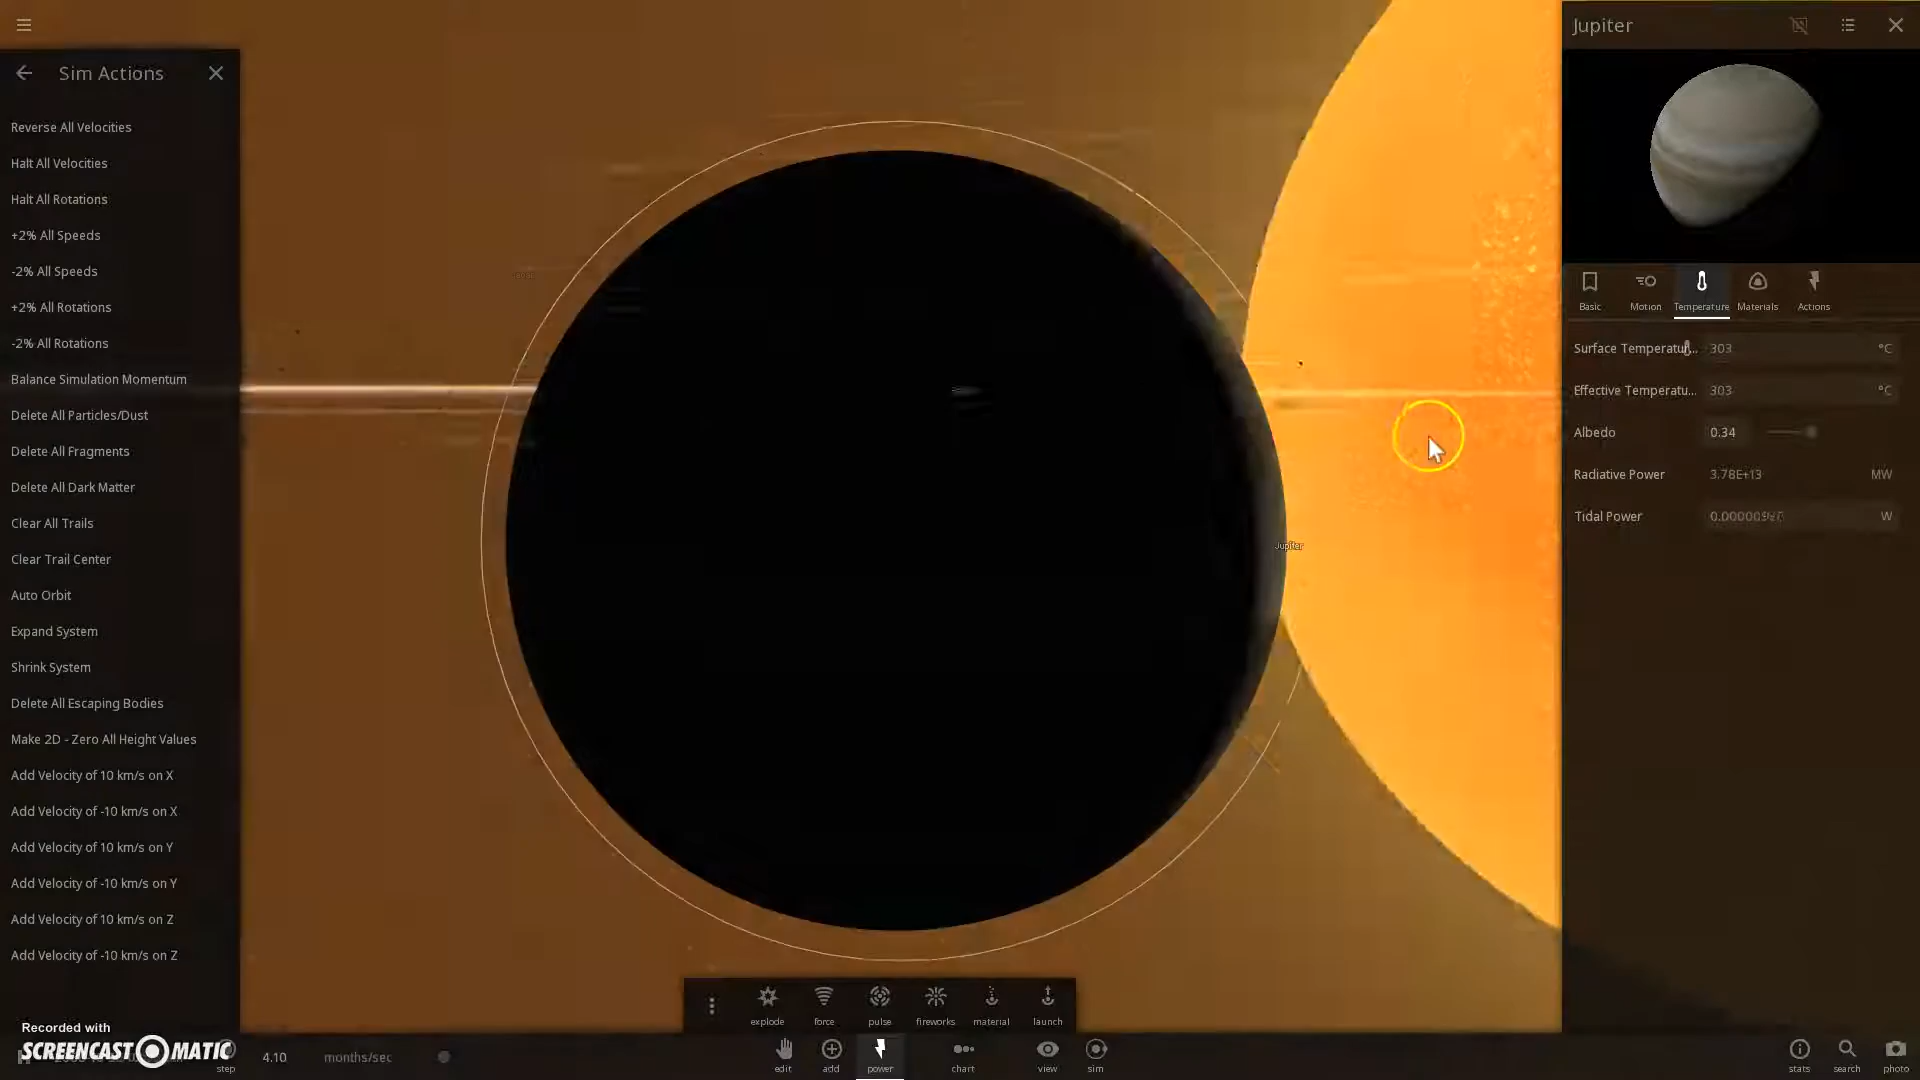 Sim Actions
Reverse All Velocities
Halt All Velocities
Halt All Rotations
+2% All Speeds
-2% All Speeds
+2% All Rotations
-2% All Rotations
Balance Simulation Momentum
Delete All Particles/Dust
Delete All Fragments
Delete All Dark Matter
Clear All Trails
Clear Trail Center
Auto Orbit
Expand System
Shrink System
Delete All Escaping Bodies
Make 2D - Zero All Height Values
Add Velocity of 10 km/s on X
Add Velocity of -10 km/s on X
Add Velocity of 10 km/s on Y
Add Velocity of -10 km/s on Y
Add Velocity of 10 km/s on Z
Add Velocity of -10 km/s on Z
Recorded with
SCREENCAST-O-MATIC
step
4.10 months/sec
Jupiter
explode force pulse fireworks material launch
edit add power chart view sim
Jupiter
Basic Motion Temperature Materials Actions
Surface Temperatur... 303 °C
Effective Temperatu... 303 °C
Albedo 0.34
Radiative Power 3.78E+13 MW
Tidal Power W
stats search photo